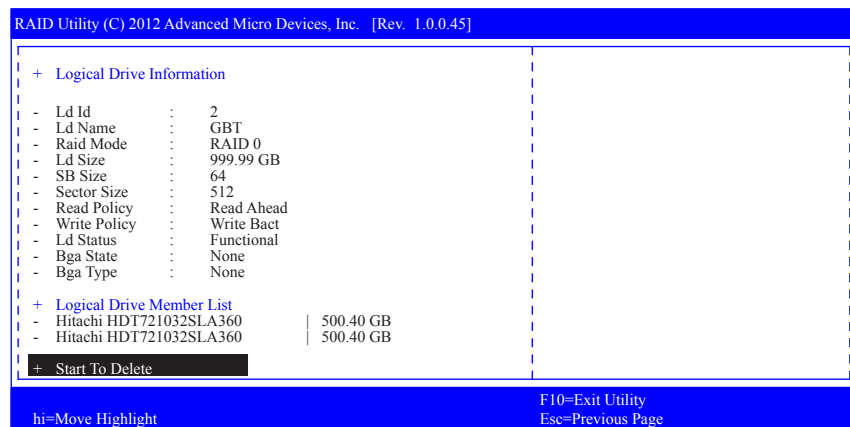 RAID Utility (C) 2012 Advanced Micro Devices, Inc. [Rev. 1.0.0.45]
+ Logical Drive Information
- Ld Id : 2
- Ld Name : GBT
- Raid Mode : RAID 0
- Ld Size : 999.99 GB
- SB Size : 64
- Sector Size : 512
- Read Policy : Read Ahead
- Write Policy : Write Bact
- Ld Status : Functional
- Bga State : None
- Bga Type : None
+ Logical Drive Member List
- Hitachi HDT721032SLA360 | 500.40 GB
- Hitachi HDT721032SLA360 | 500.40 GB
+ Start To Delete
F10=Exit Utility
hi=Move Highlight Esc=Previous Page